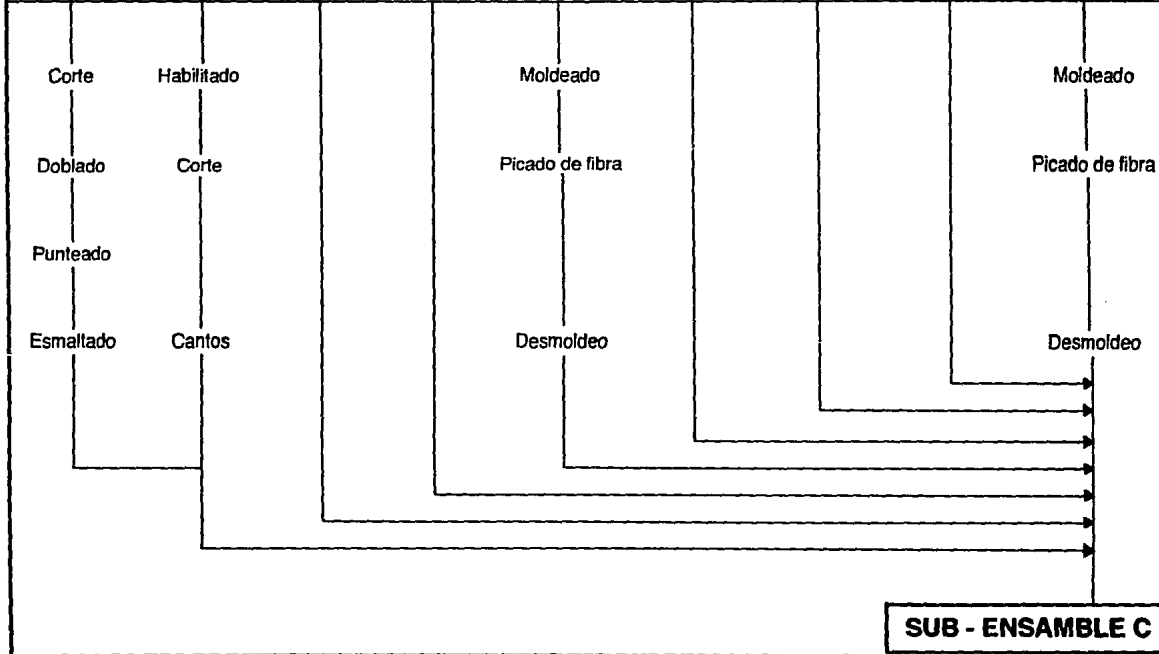 Corte Habilitado Moldeado Moldeado
Doblado Corte Picado de fibra Picado de fibra
Punteado
Esmaltado Cantos Desmoldeo Desmoldeo
SUB - ENSAMBLE C